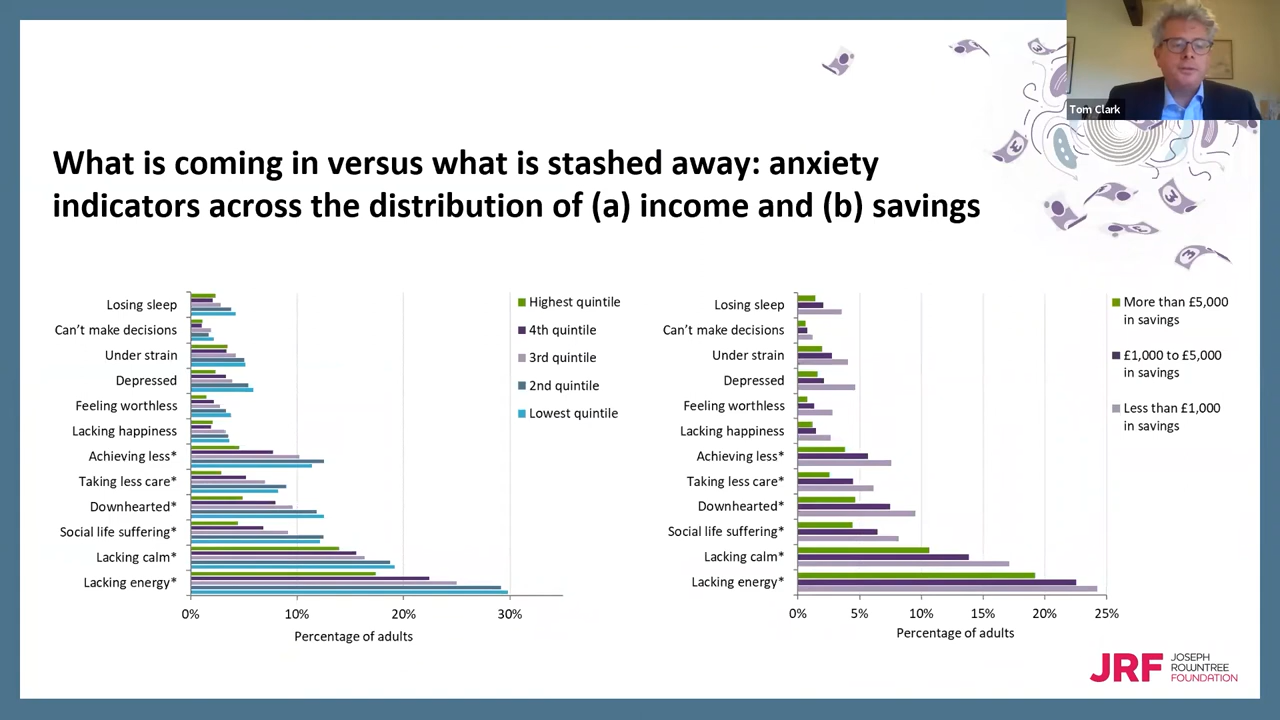 Tom Clark
What is coming in versus what is stashed away: anxiety
indicators across the distribution of (a) income and (b) savings
Losing sleep
Can't make decisions
Under strain
Depressed
Feeling worthless
Lacking happiness
Achieving less*
Taking less care*
Downhearted*
Social life suffering*
Lacking calm*
Lacking energy*
0%
10%
20%
30%
Percentage of adults
Highest quintile
4th quintile
3rd quintile
2nd quintile
Lowest quintile
Losing sleep
Can't make decisions
Under strain
Depressed
Feeling worthless
Lacking happiness
Achieving less*
Taking less care*
Downhearted*
Social life suffering*
Lacking calm*
Lacking energy*
0%
5%
10%
15%
20%
25%
Percentage of adults
More than £5,000
in savings
£1,000 to £5,000
in savings
Less than £1,000
in savings
JRF
JOSEPH
ROWNTREE
FOUNDATION